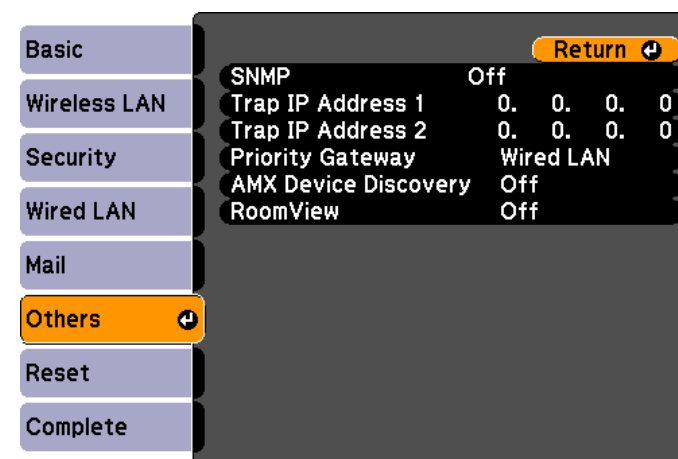 Basic
Wireless LAN
Security
Wired LAN
Mail
Others
Reset
Complete
Return
SNMP Off
Trap IP Address 1 0. 0. 0. 0
Trap IP Address 2 0. 0. 0. 0
Priority Gateway Wired LAN
AMX Device Discovery Off
RoomView Off